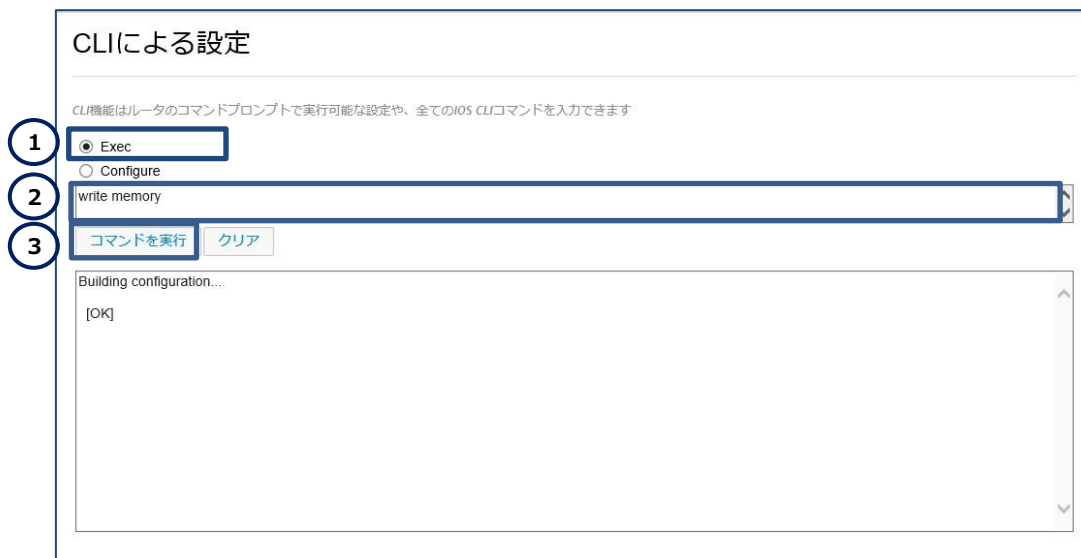 CLIによる設定
CLI機能はルータのコマンドプロンプトで実行可能な設定や、全てのIOS CLIコマンドを入力できます
1
Exec
Configure
2
write memory
3
コマンドを実行 クリア
Building configuration...
[OK]